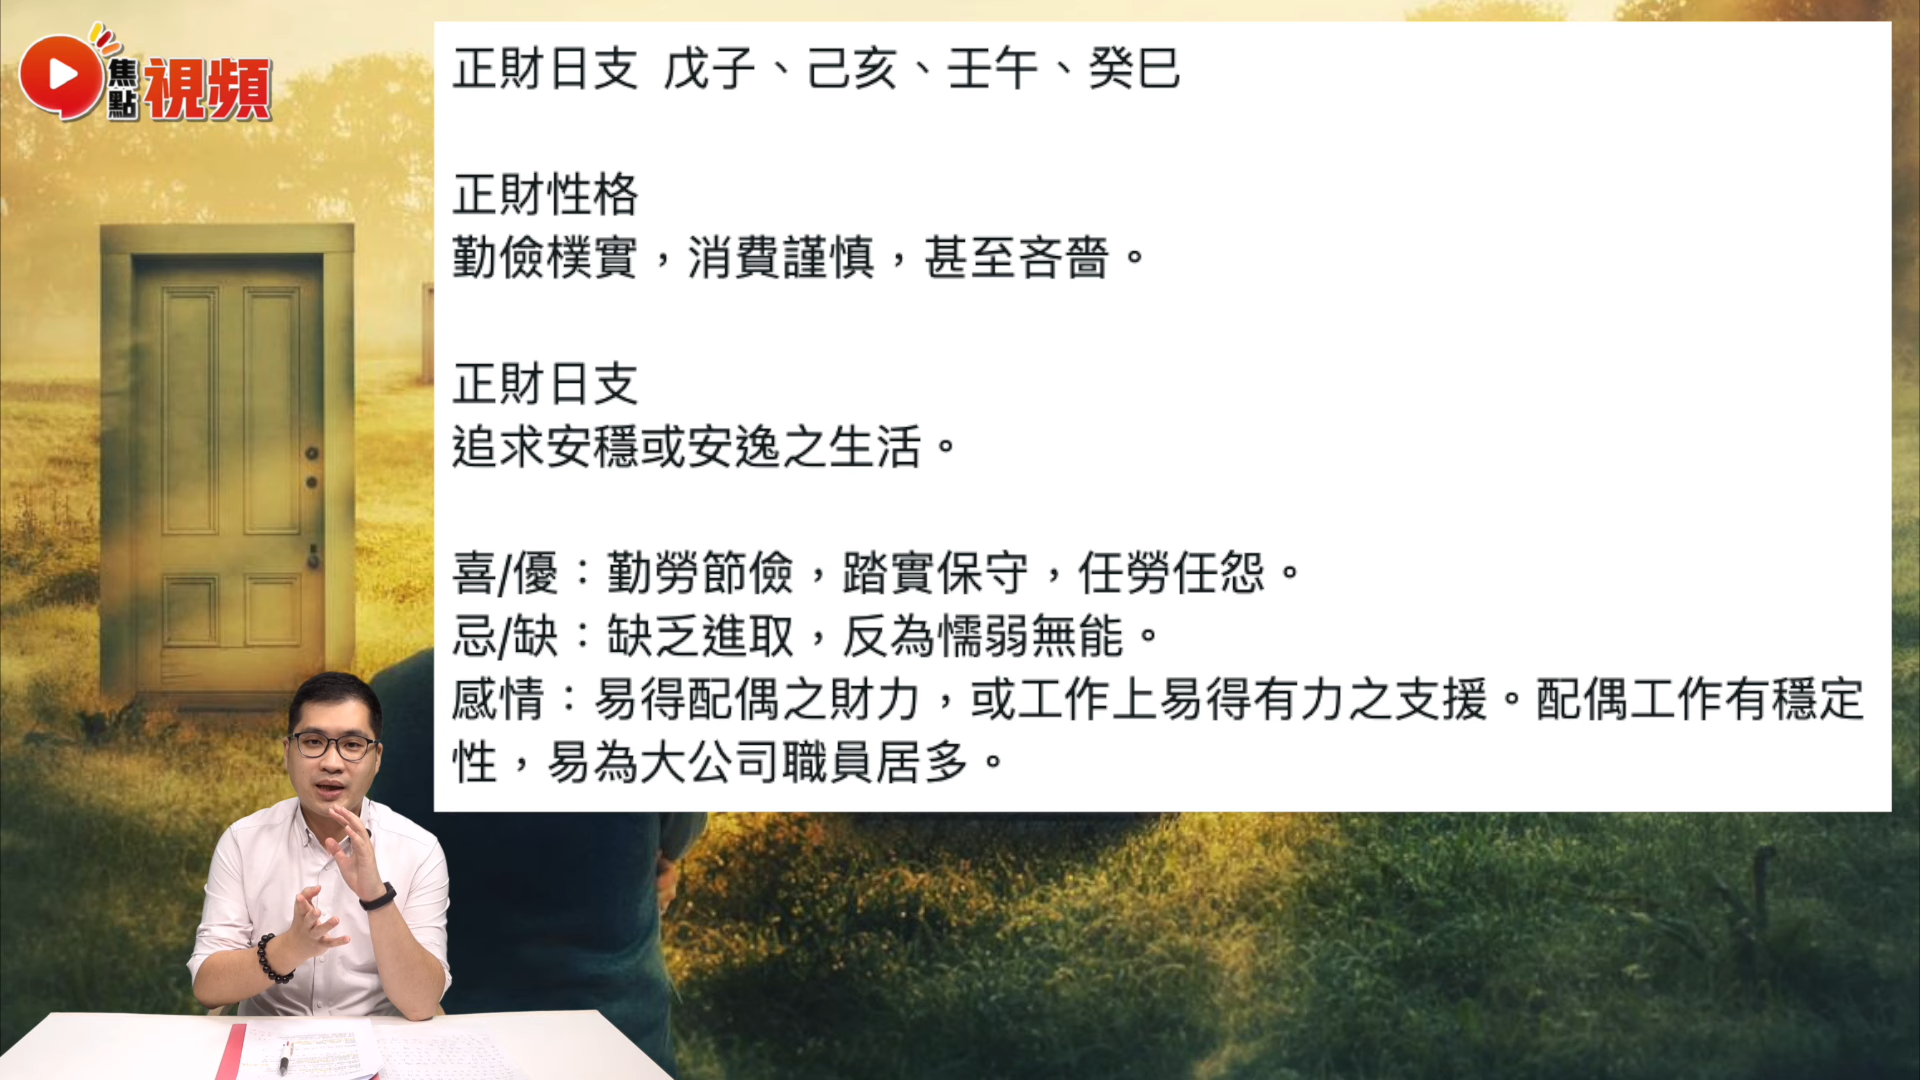 焦點視頻
正財日支 戊子、己亥、壬午、癸巳
正財性格
勤儉樸實，消費謹慎，甚至吝嗇。
正財日支
追求安穩或安逸之生活。
喜/優：勤勞節儉，踏實保守，任勞任怨。
忌/缺：缺乏進取，反為懦弱無能。
感情：易得配偶之財力，或工作上易得有力之支援。配偶工作有穩定
性，易為大公司職員居多。